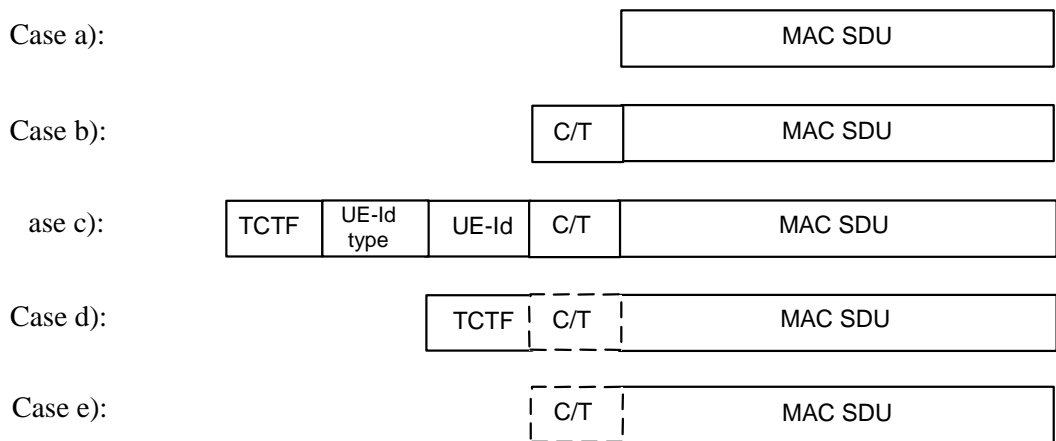 Case a): MAC SDU
Case b): C/T MAC SDU
ase c): TCTF UE-Id type UE-Id C/T MAC SDU
Case d): TCTF C/T MAC SDU
Case e): C/T MAC SDU